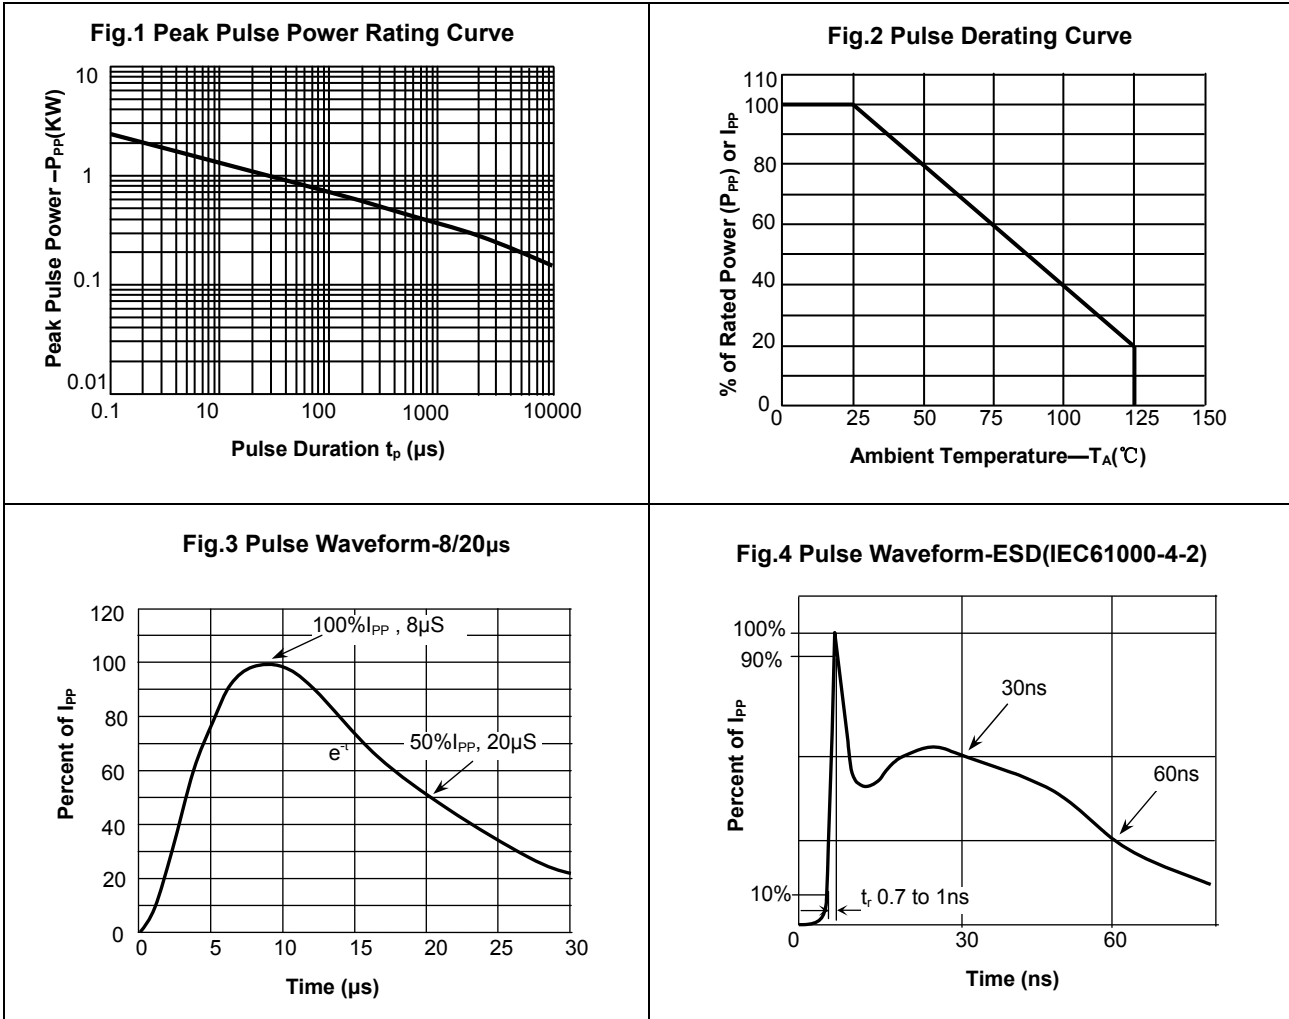 Fig.1 Peak Pulse Power Rating Curve
Peak Pulse Power –PPP(KW)
10
1
0.1
0.01
0.1 10 100 1000 10000
Pulse Duration tp (μs)
Fig.2 Pulse Derating Curve
% of Rated Power (PPP) or IPP
110
100
80
60
40
20
0
0 25 50 75 100 125 150
Ambient Temperature—TA(℃)
Fig.3 Pulse Waveform-8/20μs
Percent of IPP
120
100
80
60
40
20
0
100%IPP , 8μS
50%IPP, 20μS
e-t
0 5 10 15 20 25 30
Time (μs)
Fig.4 Pulse Waveform-ESD(IEC61000-4-2)
Percent of IPP
100%
90%
10%
30ns
60ns
tr 0.7 to 1ns
0 30 60
Time (ns)